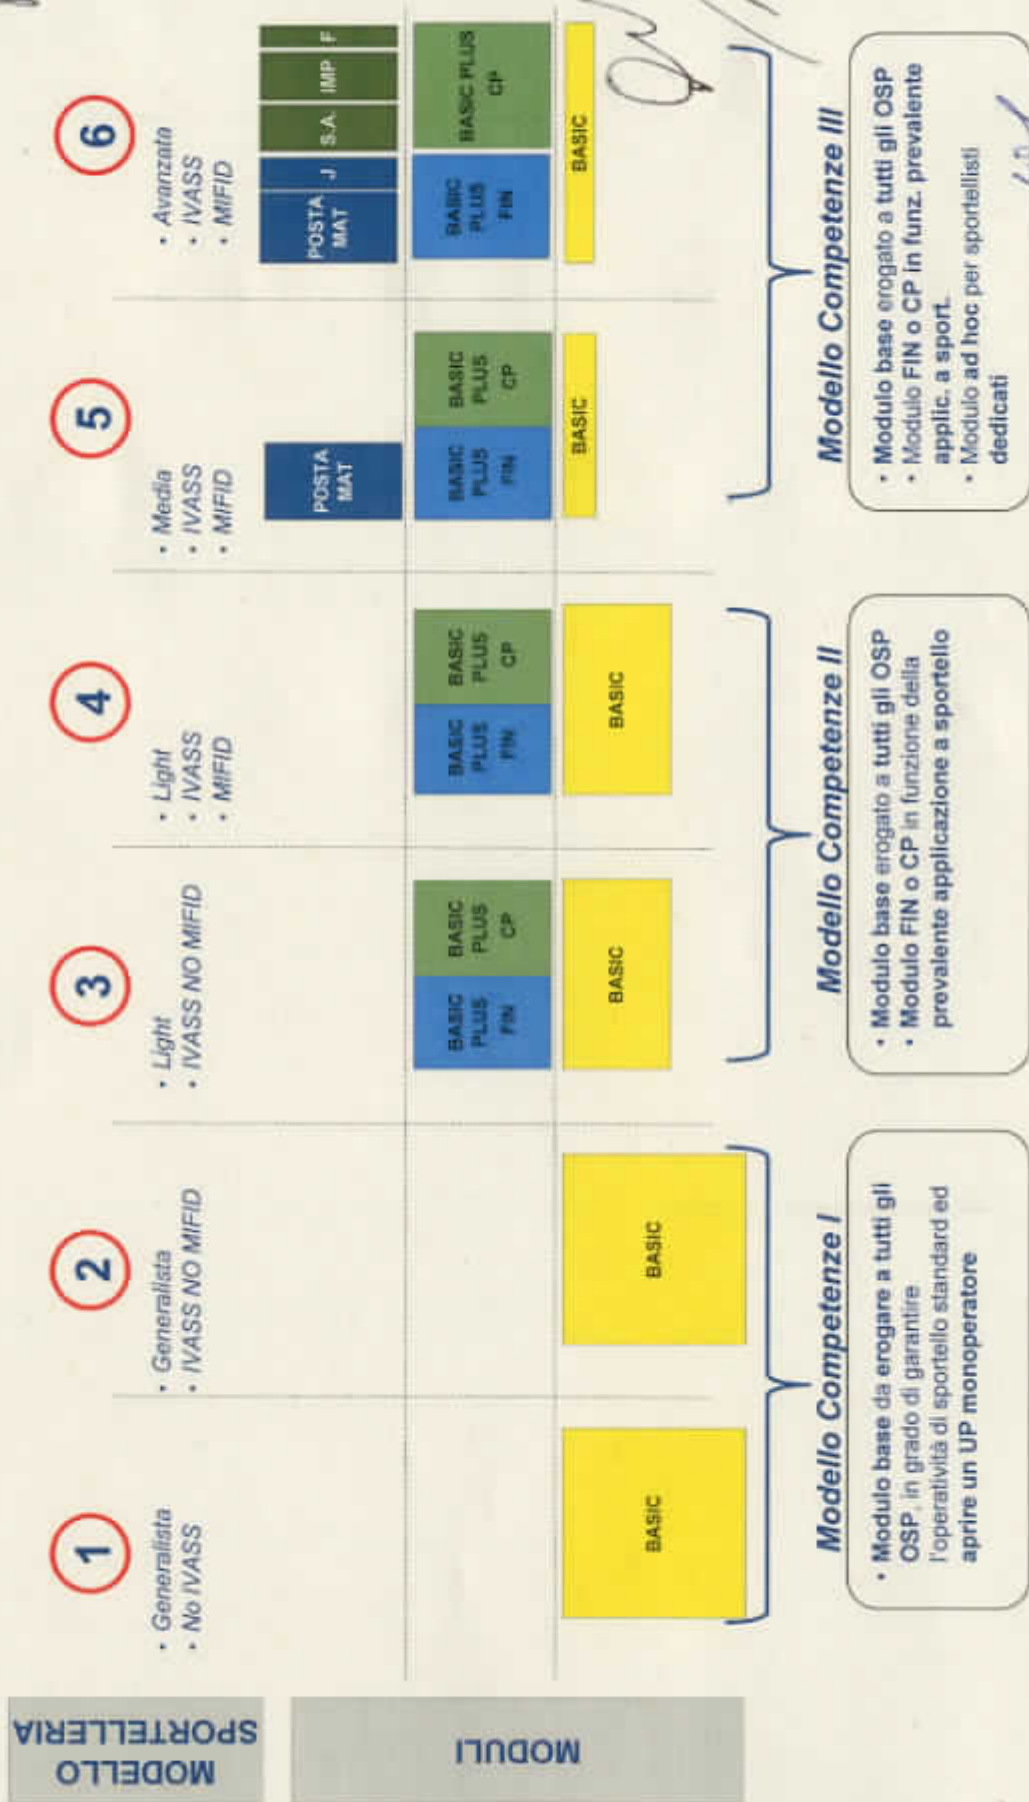 MODELLO
SPORTELLERIA
1
• Generalista
• No IVASS
2
• Generalista
• IVASS NO MIFID
3
• Light
• IVASS NO MIFID
4
• Light
• IVASS
• MIFID
5
• Media
• IVASS
• MIFID
6
• Avanzata
• IVASS
• MIFID
MODULI
POSTA
MAT
POSTA
MAT
J
S.A.
IMP
F
BASIC
PLUS
FIN
BASIC
PLUS
CP
BASIC
PLUS
FIN
BASIC
PLUS
CP
BASIC
PLUS
FIN
BASIC
PLUS
CP
BASIC
PLUS
FIN
BASIC PLUS
CP
BASIC
BASIC
BASIC
BASIC
BASIC
BASIC
Modello Competenze I
• Modulo base da erogare a tutti gli
OSP, in grado di garantire
l'operatività di sportello standard ed
aprire un UP monoperatore
Modello Competenze II
• Modulo base erogato a tutti gli OSP
• Modulo FIN o CP in funzione della
prevalente applicazione a sportello
Modello Competenze III
• Modulo base erogato a tutti gli OSP
• Modulo FIN o CP in funz. prevalente
applic. a sport.
• Modulo ad hoc per sportellisti
dedicati